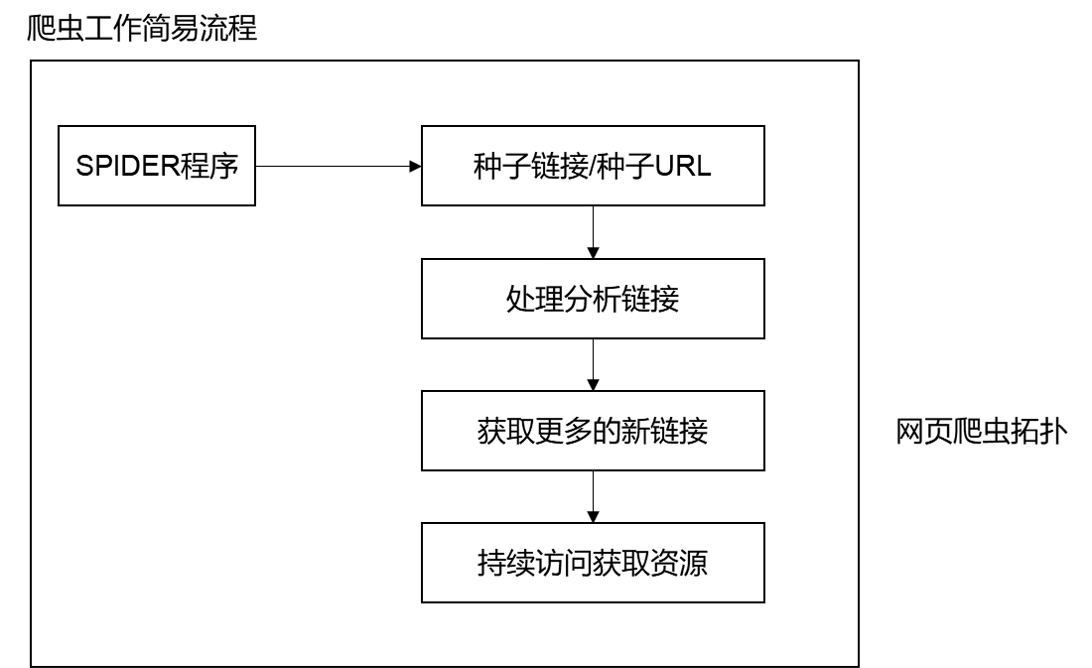 爬虫工作简易流程
SPIDER程序
种子链接/种子URL
处理分析链接
获取更多的新链接
网页爬虫拓扑
持续访问获取资源